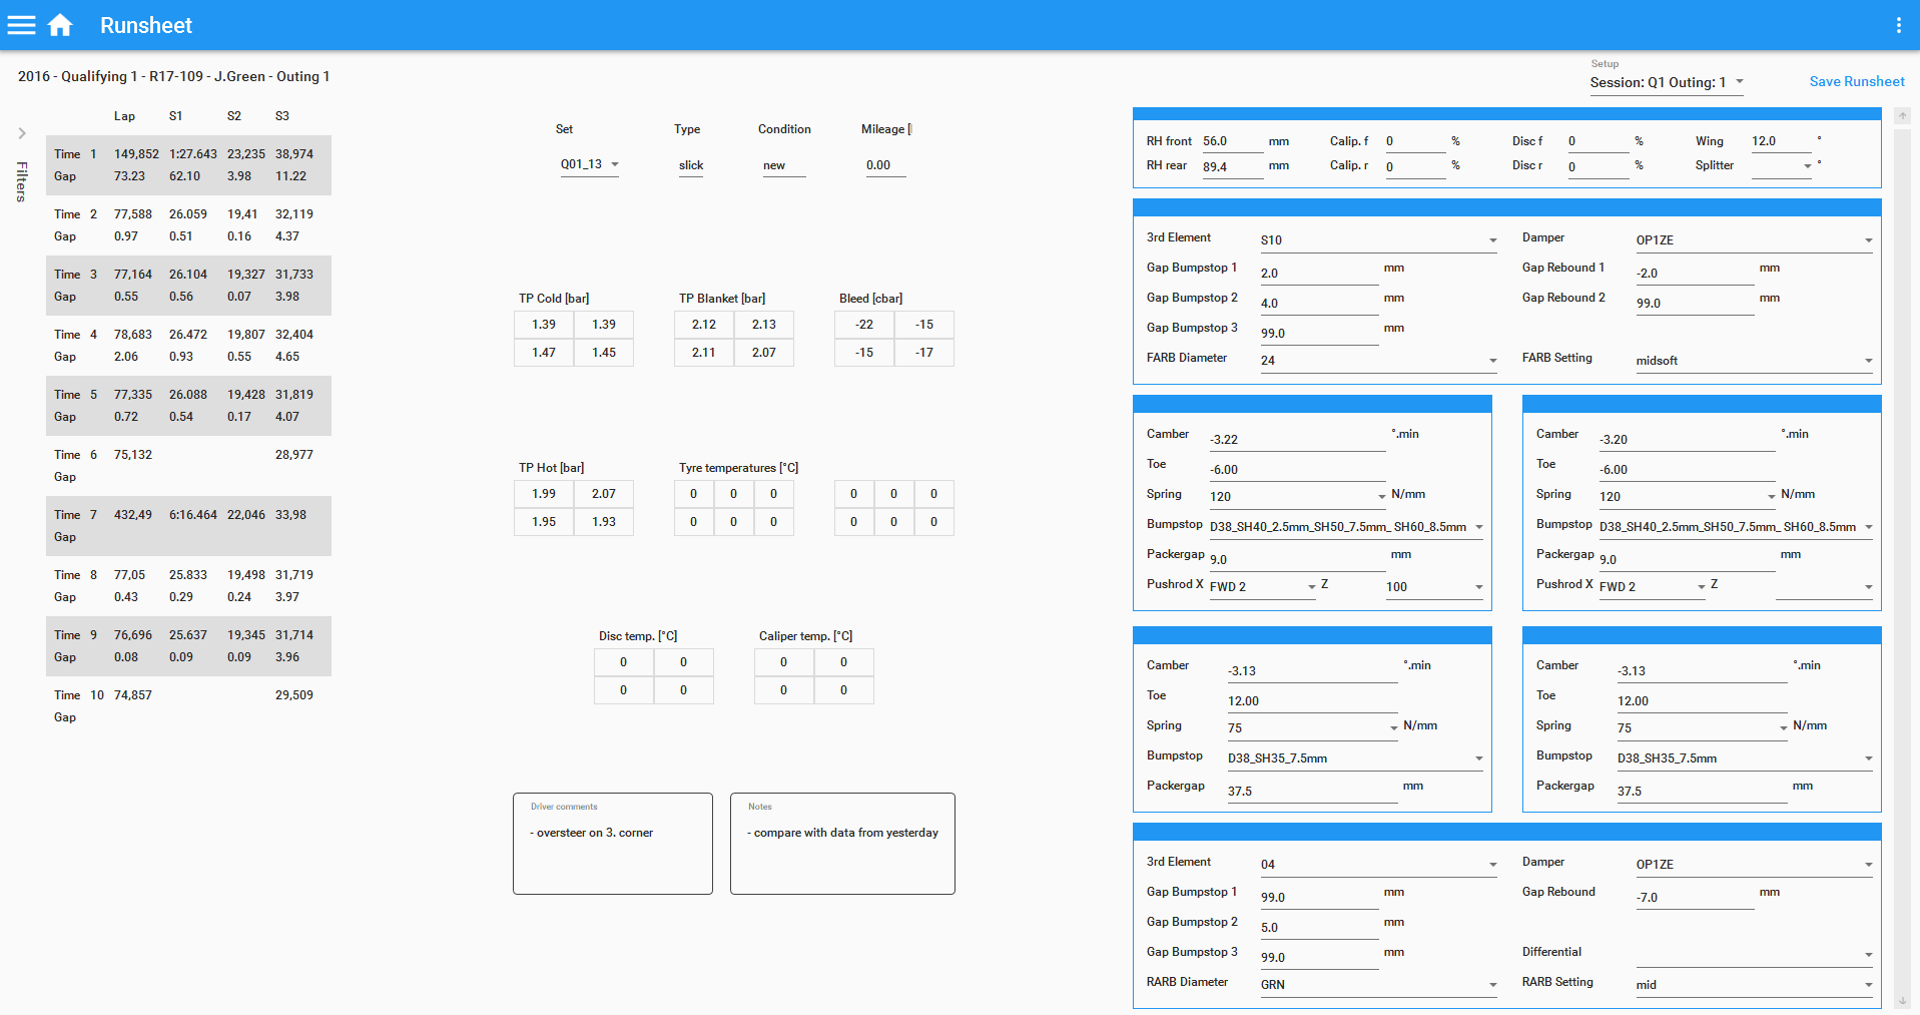 Runsheet
2016 - Qualifying 1 - R17-109 - J.Green - Outing 1
Setup
Session: Q1 Outing: 1
Save Runsheet
Filters
Lap S1 S2 S3
Time 1 149,852 1:27.643 23,235 38,974
Gap 73.23 62.10 3.98 11.22
Time 2 77,588 26.059 19,41 32,119
Gap 0.97 0.51 0.16 4.37
Time 3 77,164 26.104 19,327 31,733
Gap 0.55 0.56 0.07 3.98
Time 4 78,683 26.472 19,807 32,404
Gap 2.06 0.93 0.55 4.65
Time 5 77,335 26.088 19,428 31,819
Gap 0.72 0.54 0.17 4.07
Time 6 75,132 28,977
Gap
Time 7 432,49 6:16.464 22,046 33,98
Gap
Time 8 77,05 25.833 19,498 31,719
Gap 0.43 0.29 0.24 3.97
Time 9 76,696 25.637 19,345 31,714
Gap 0.08 0.09 0.09 3.96
Time 10 74,857 29,509
Gap
Set Type Condition Mileage [
Q01_13 slick new 0.00
TP Cold [bar] TP Blanket [bar] Bleed [cbar]
1.39 1.39 2.12 2.13 -22 -15
1.47 1.45 2.11 2.07 -15 -17
TP Hot [bar] Tyre temperatures [°C]
1.99 2.07 0 0 0 0 0 0
1.95 1.93 0 0 0 0 0 0
Disc temp. [°C] Caliper temp. [°C]
0 0 0 0
0 0 0 0
Driver comments
- oversteer on 3. corner
Notes
- compare with data from yesterday
RH front 56.0 mm Calip. f 0 % Disc f 0 % Wing 12.0 °
RH rear 89.4 mm Calip. r 0 % Disc r 0 % Splitter °
3rd Element S10 Damper OP1ZE
Gap Bumpstop 1 2.0 mm Gap Rebound 1 -2.0 mm
Gap Bumpstop 2 4.0 mm Gap Rebound 2 99.0 mm
Gap Bumpstop 3 99.0 mm
FARB Diameter 24 FARB Setting midsoft
Camber -3.22 °.min
Toe -6.00
Spring 120 N/mm
Bumpstop D38_SH40_2.5mm_SH50_7.5mm_ SH60_8.5mm
Packergap 9.0 mm
Pushrod X FWD 2 Z 100
Camber -3.20 °.min
Toe -6.00
Spring 120 N/mm
Bumpstop D38_SH40_2.5mm_SH50_7.5mm_ SH60_8.5mm
Packergap 9.0 mm
Pushrod X FWD 2 Z
Camber -3.13 °.min
Toe 12.00
Spring 75 N/mm
Bumpstop D38_SH35_7.5mm
Packergap 37.5 mm
Camber -3.13 °.min
Toe 12.00
Spring 75 N/mm
Bumpstop D38_SH35_7.5mm
Packergap 37.5 mm
3rd Element 04 Damper OP1ZE
Gap Bumpstop 1 99.0 mm Gap Rebound -7.0 mm
Gap Bumpstop 2 5.0 mm
Gap Bumpstop 3 99.0 mm Differential
RARB Diameter GRN RARB Setting mid